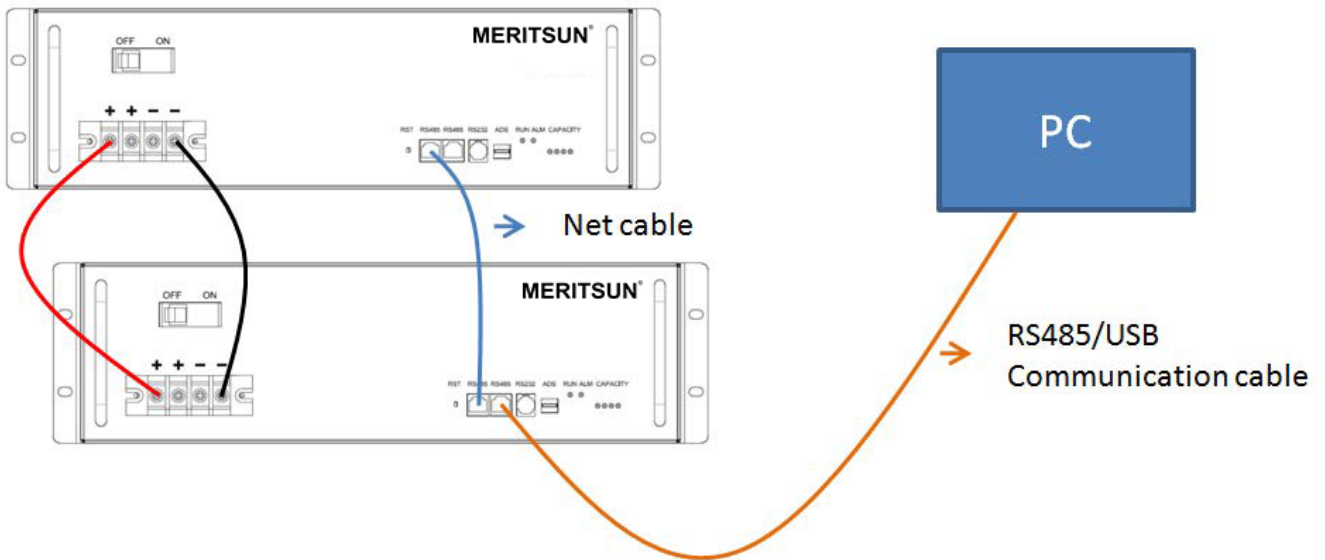 MERITSUN®
OFF ON
+ + − −
RST RS485 RS485 RS232 ADS RUN ALM CAPACITY
PC
Net cable
MERITSUN®
OFF ON
+ + − −
RST RS485 RS485 RS232 ADS RUN ALM CAPACITY
RS485/USB
Communication cable